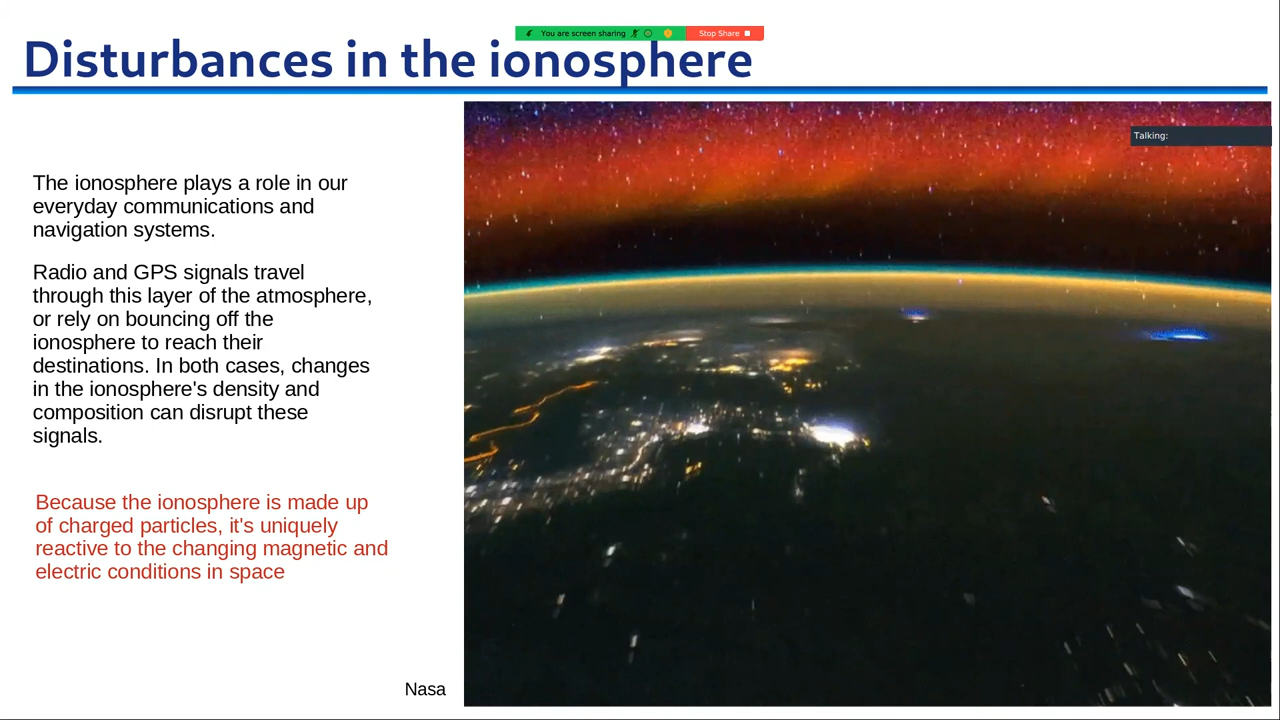 You are screen sharing
Stop Share
Disturbances in the ionosphere
Talking:
The ionosphere plays a role in our
everyday communications and
navigation systems.
Radio and GPS signals travel
through this layer of the atmosphere,
or rely on bouncing off the
ionosphere to reach their
destinations. In both cases, changes
in the ionosphere's density and
composition can disrupt these
signals.
Because the ionosphere is made up
of charged particles, it's uniquely
reactive to the changing magnetic and
electric conditions in space
Nasa